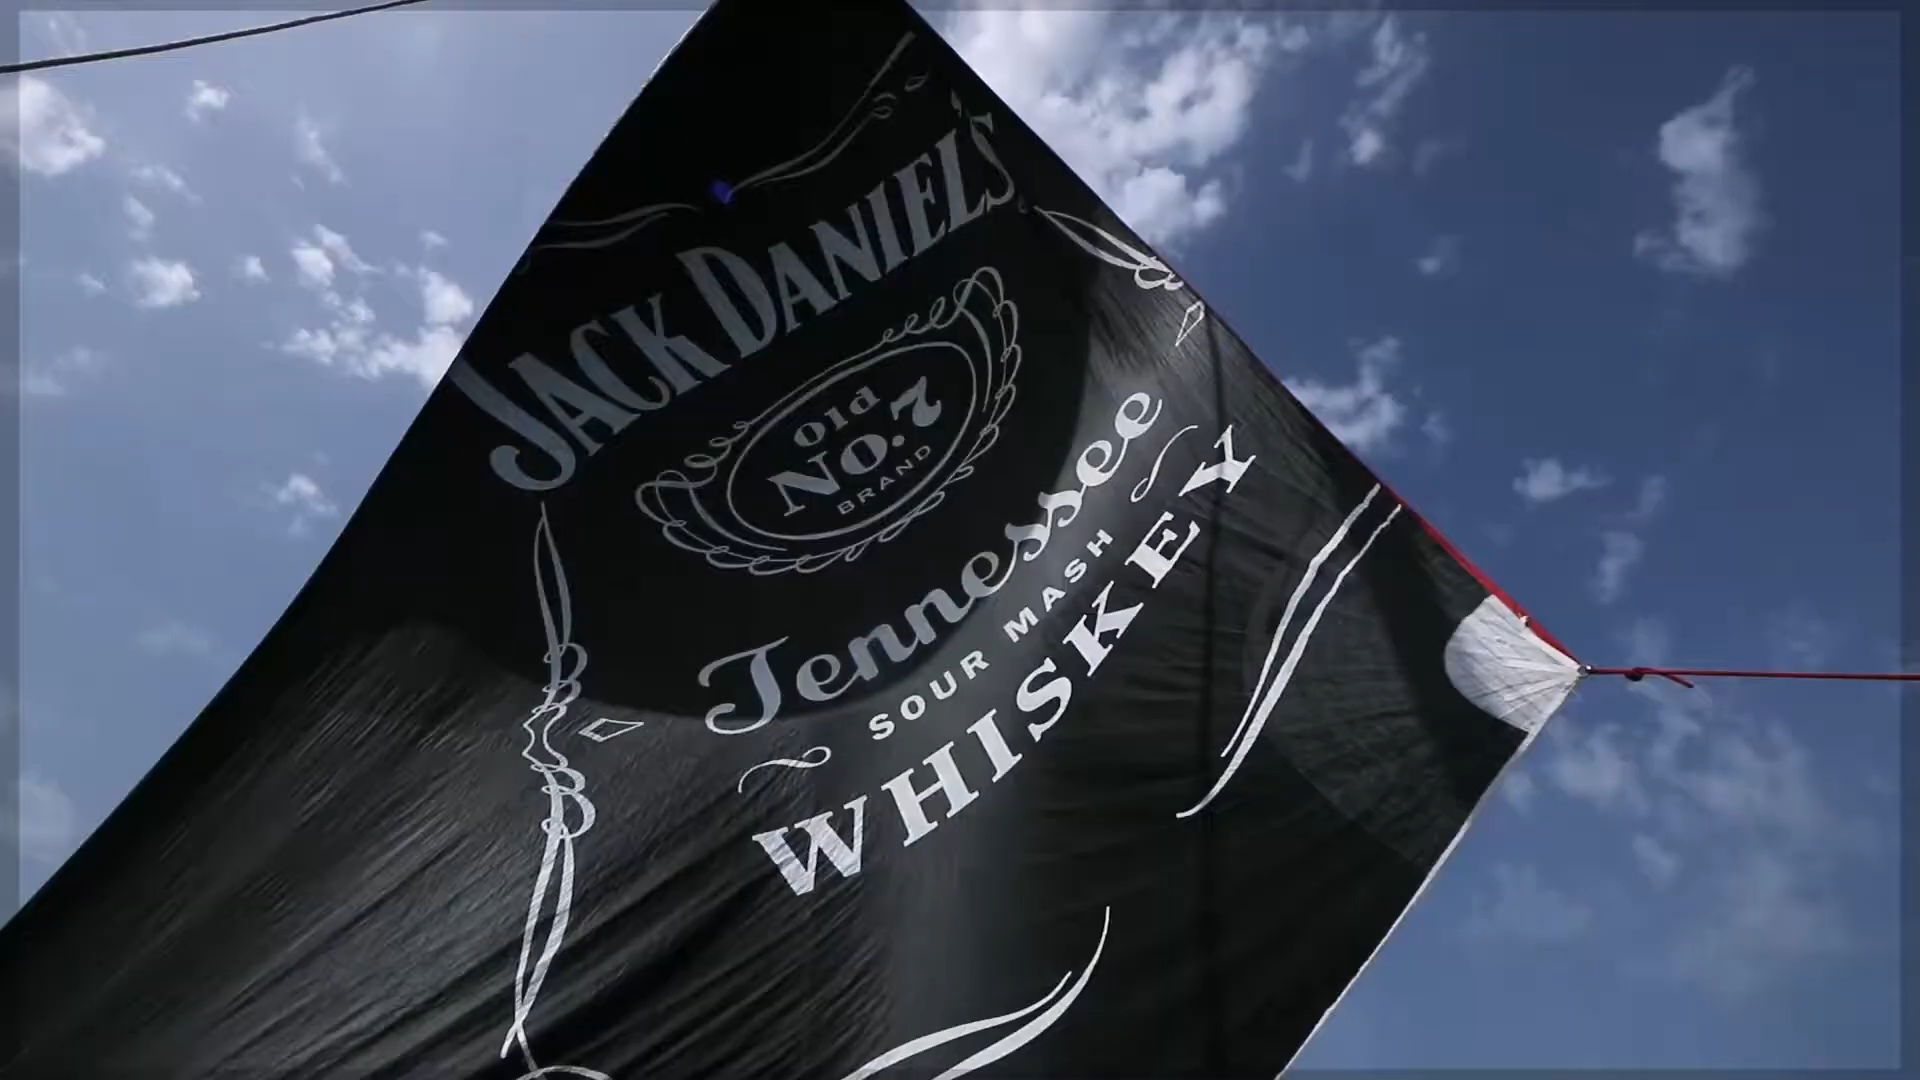 JACK DANIEL'S
Old
NO.7
BRAND
Tennessee
SOUR MASH
WHISKEY